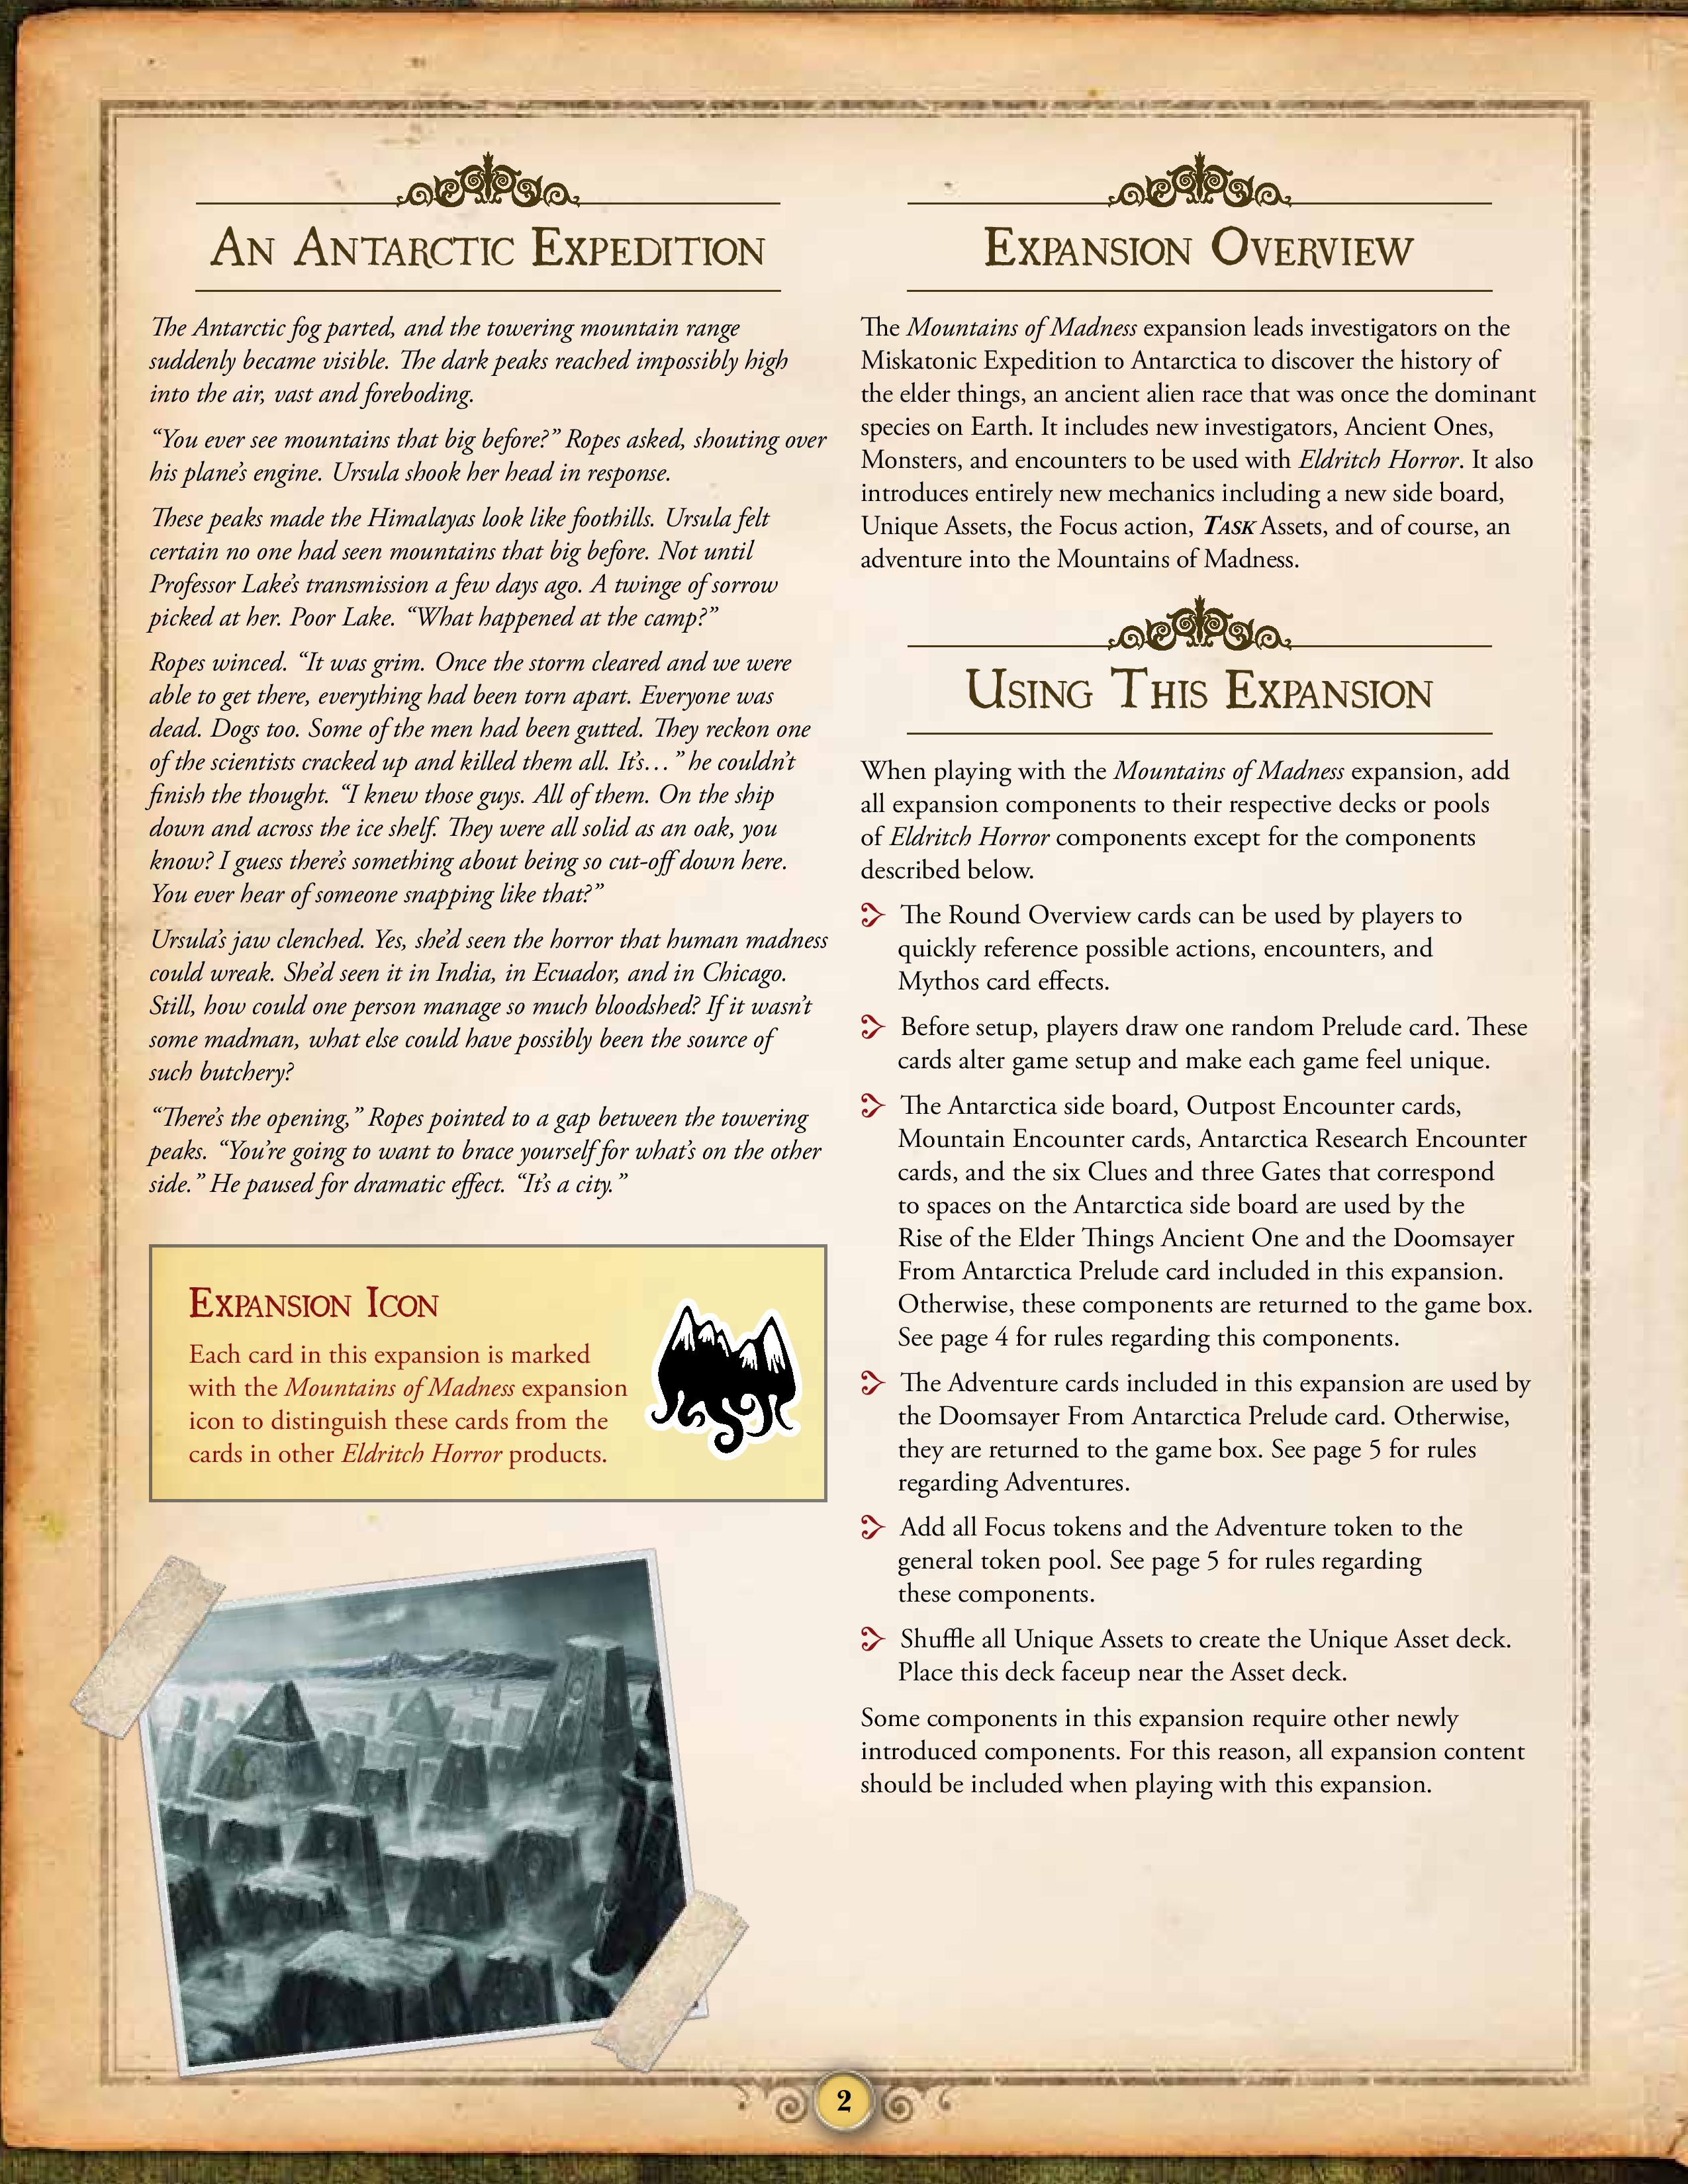 An Antarctic Expedition
The Antarctic fog parted, and the towering mountain range
suddenly became visible. The dark peaks reached impossibly high
into the air, vast and foreboding.
“You ever see mountains that big before?” Ropes asked, shouting over
his plane’s engine. Ursula shook her head in response.
These peaks made the Himalayas look like foothills. Ursula felt
certain no one had seen mountains that big before. Not until
Professor Lake’s transmission a few days ago. A twinge of sorrow
picked at her. Poor Lake. “What happened at the camp?”
Ropes winced. “It was grim. Once the storm cleared and we were
able to get there, everything had been torn apart. Everyone was
dead. Dogs too. Some of the men had been gutted. They reckon one
of the scientists cracked up and killed them all. It’s…” he couldn’t
finish the thought. “I knew those guys. All of them. On the ship
down and across the ice shelf. They were all solid as an oak, you
know? I guess there’s something about being so cut-off down here.
You ever hear of someone snapping like that?”
Ursula’s jaw clenched. Yes, she’d seen the horror that human madness
could wreak. She’d seen it in India, in Ecuador, and in Chicago.
Still, how could one person manage so much bloodshed? If it wasn’t
some madman, what else could have possibly been the source of
such butchery?
“There’s the opening,” Ropes pointed to a gap between the towering
peaks. “You’re going to want to brace yourself for what’s on the other
side.” He paused for dramatic effect. “It’s a city.”
Expansion Icon
Each card in this expansion is marked
with the Mountains of Madness expansion
icon to distinguish these cards from the
cards in other Eldritch Horror products.
Expansion Overview
The Mountains of Madness expansion leads investigators on the
Miskatonic Expedition to Antarctica to discover the history of
the elder things, an ancient alien race that was once the dominant
species on Earth. It includes new investigators, Ancient Ones,
Monsters, and encounters to be used with Eldritch Horror. It also
introduces entirely new mechanics including a new side board,
Unique Assets, the Focus action, Task Assets, and of course, an
adventure into the Mountains of Madness.
Using This Expansion
When playing with the Mountains of Madness expansion, add
all expansion components to their respective decks or pools
of Eldritch Horror components except for the components
described below.
The Round Overview cards can be used by players to
quickly reference possible actions, encounters, and
Mythos card effects.
Before setup, players draw one random Prelude card. These
cards alter game setup and make each game feel unique.
The Antarctica side board, Outpost Encounter cards,
Mountain Encounter cards, Antarctica Research Encounter
cards, and the six Clues and three Gates that correspond
to spaces on the Antarctica side board are used by the
Rise of the Elder Things Ancient One and the Doomsayer
From Antarctica Prelude card included in this expansion.
Otherwise, these components are returned to the game box.
See page 4 for rules regarding this components.
The Adventure cards included in this expansion are used by
the Doomsayer From Antarctica Prelude card. Otherwise,
they are returned to the game box. See page 5 for rules
regarding Adventures.
Add all Focus tokens and the Adventure token to the
general token pool. See page 5 for rules regarding
these components.
Shuffle all Unique Assets to create the Unique Asset deck.
Place this deck faceup near the Asset deck.
Some components in this expansion require other newly
introduced components. For this reason, all expansion content
should be included when playing with this expansion.
2